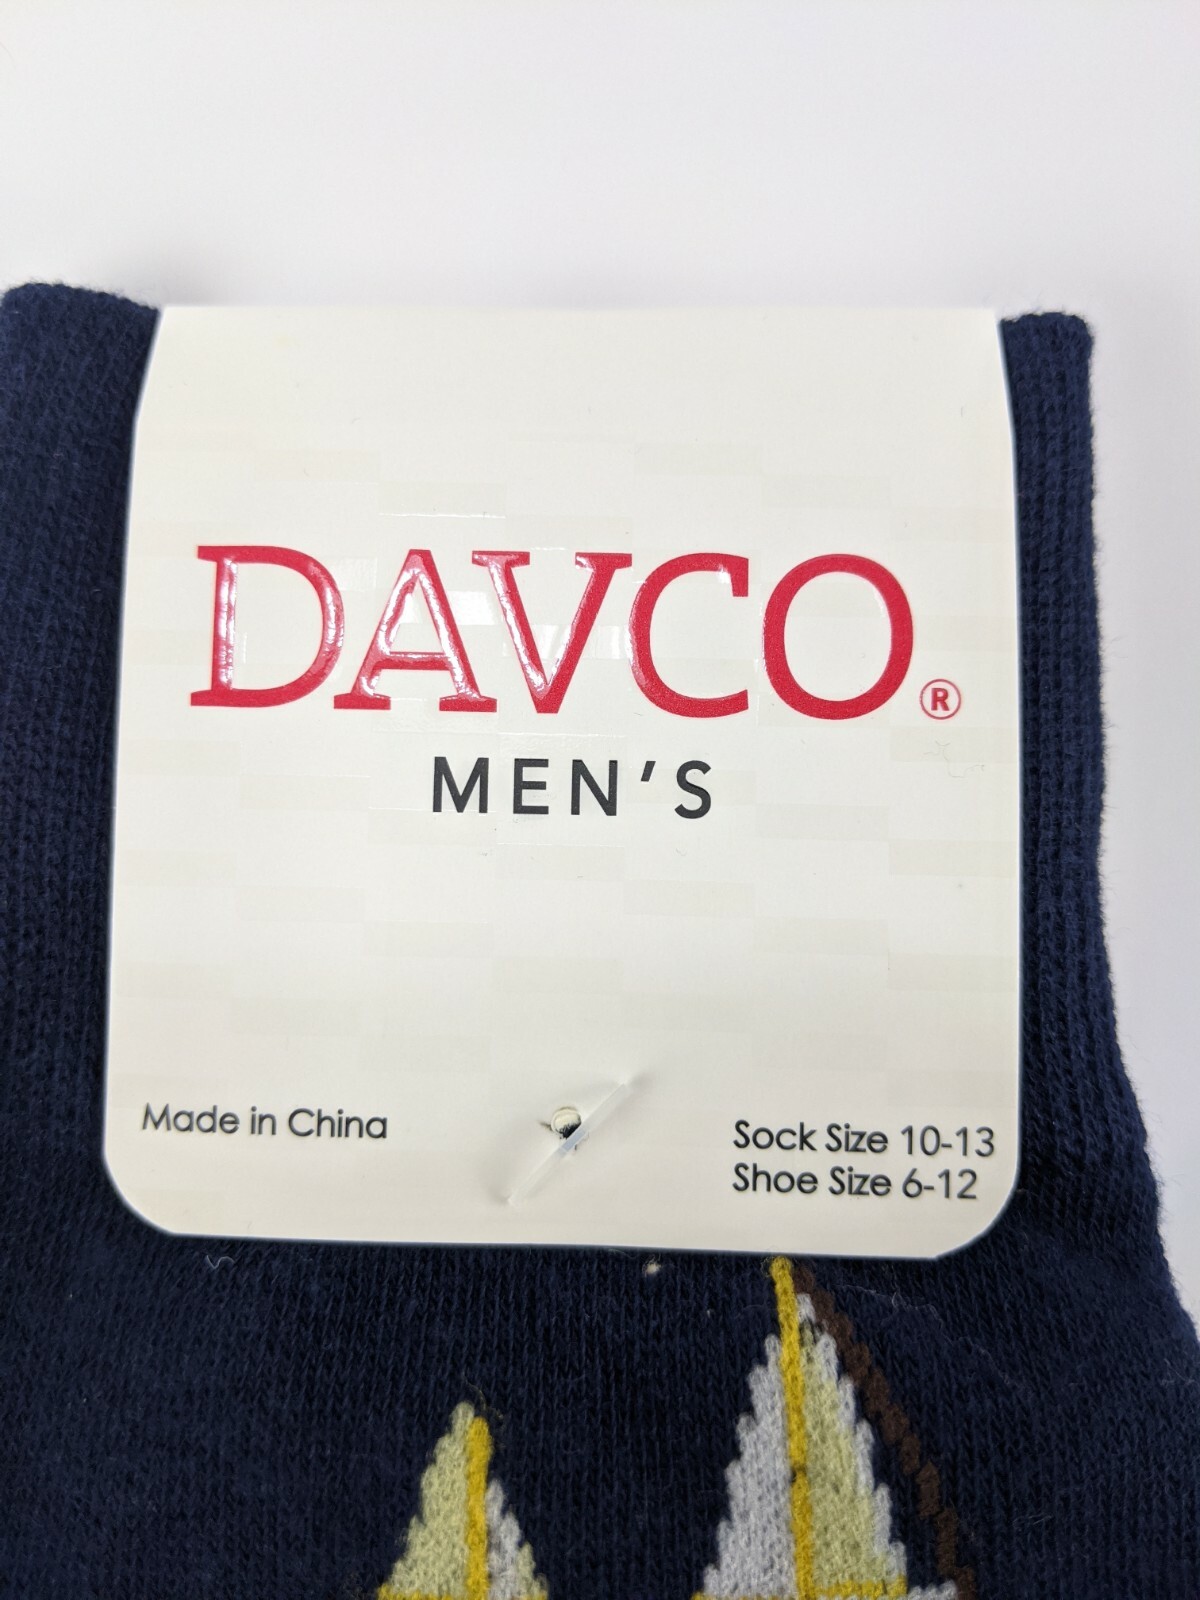 DAVCO®
MEN'S
Made in China
Sock Size 10-13
Shoe Size 6-12